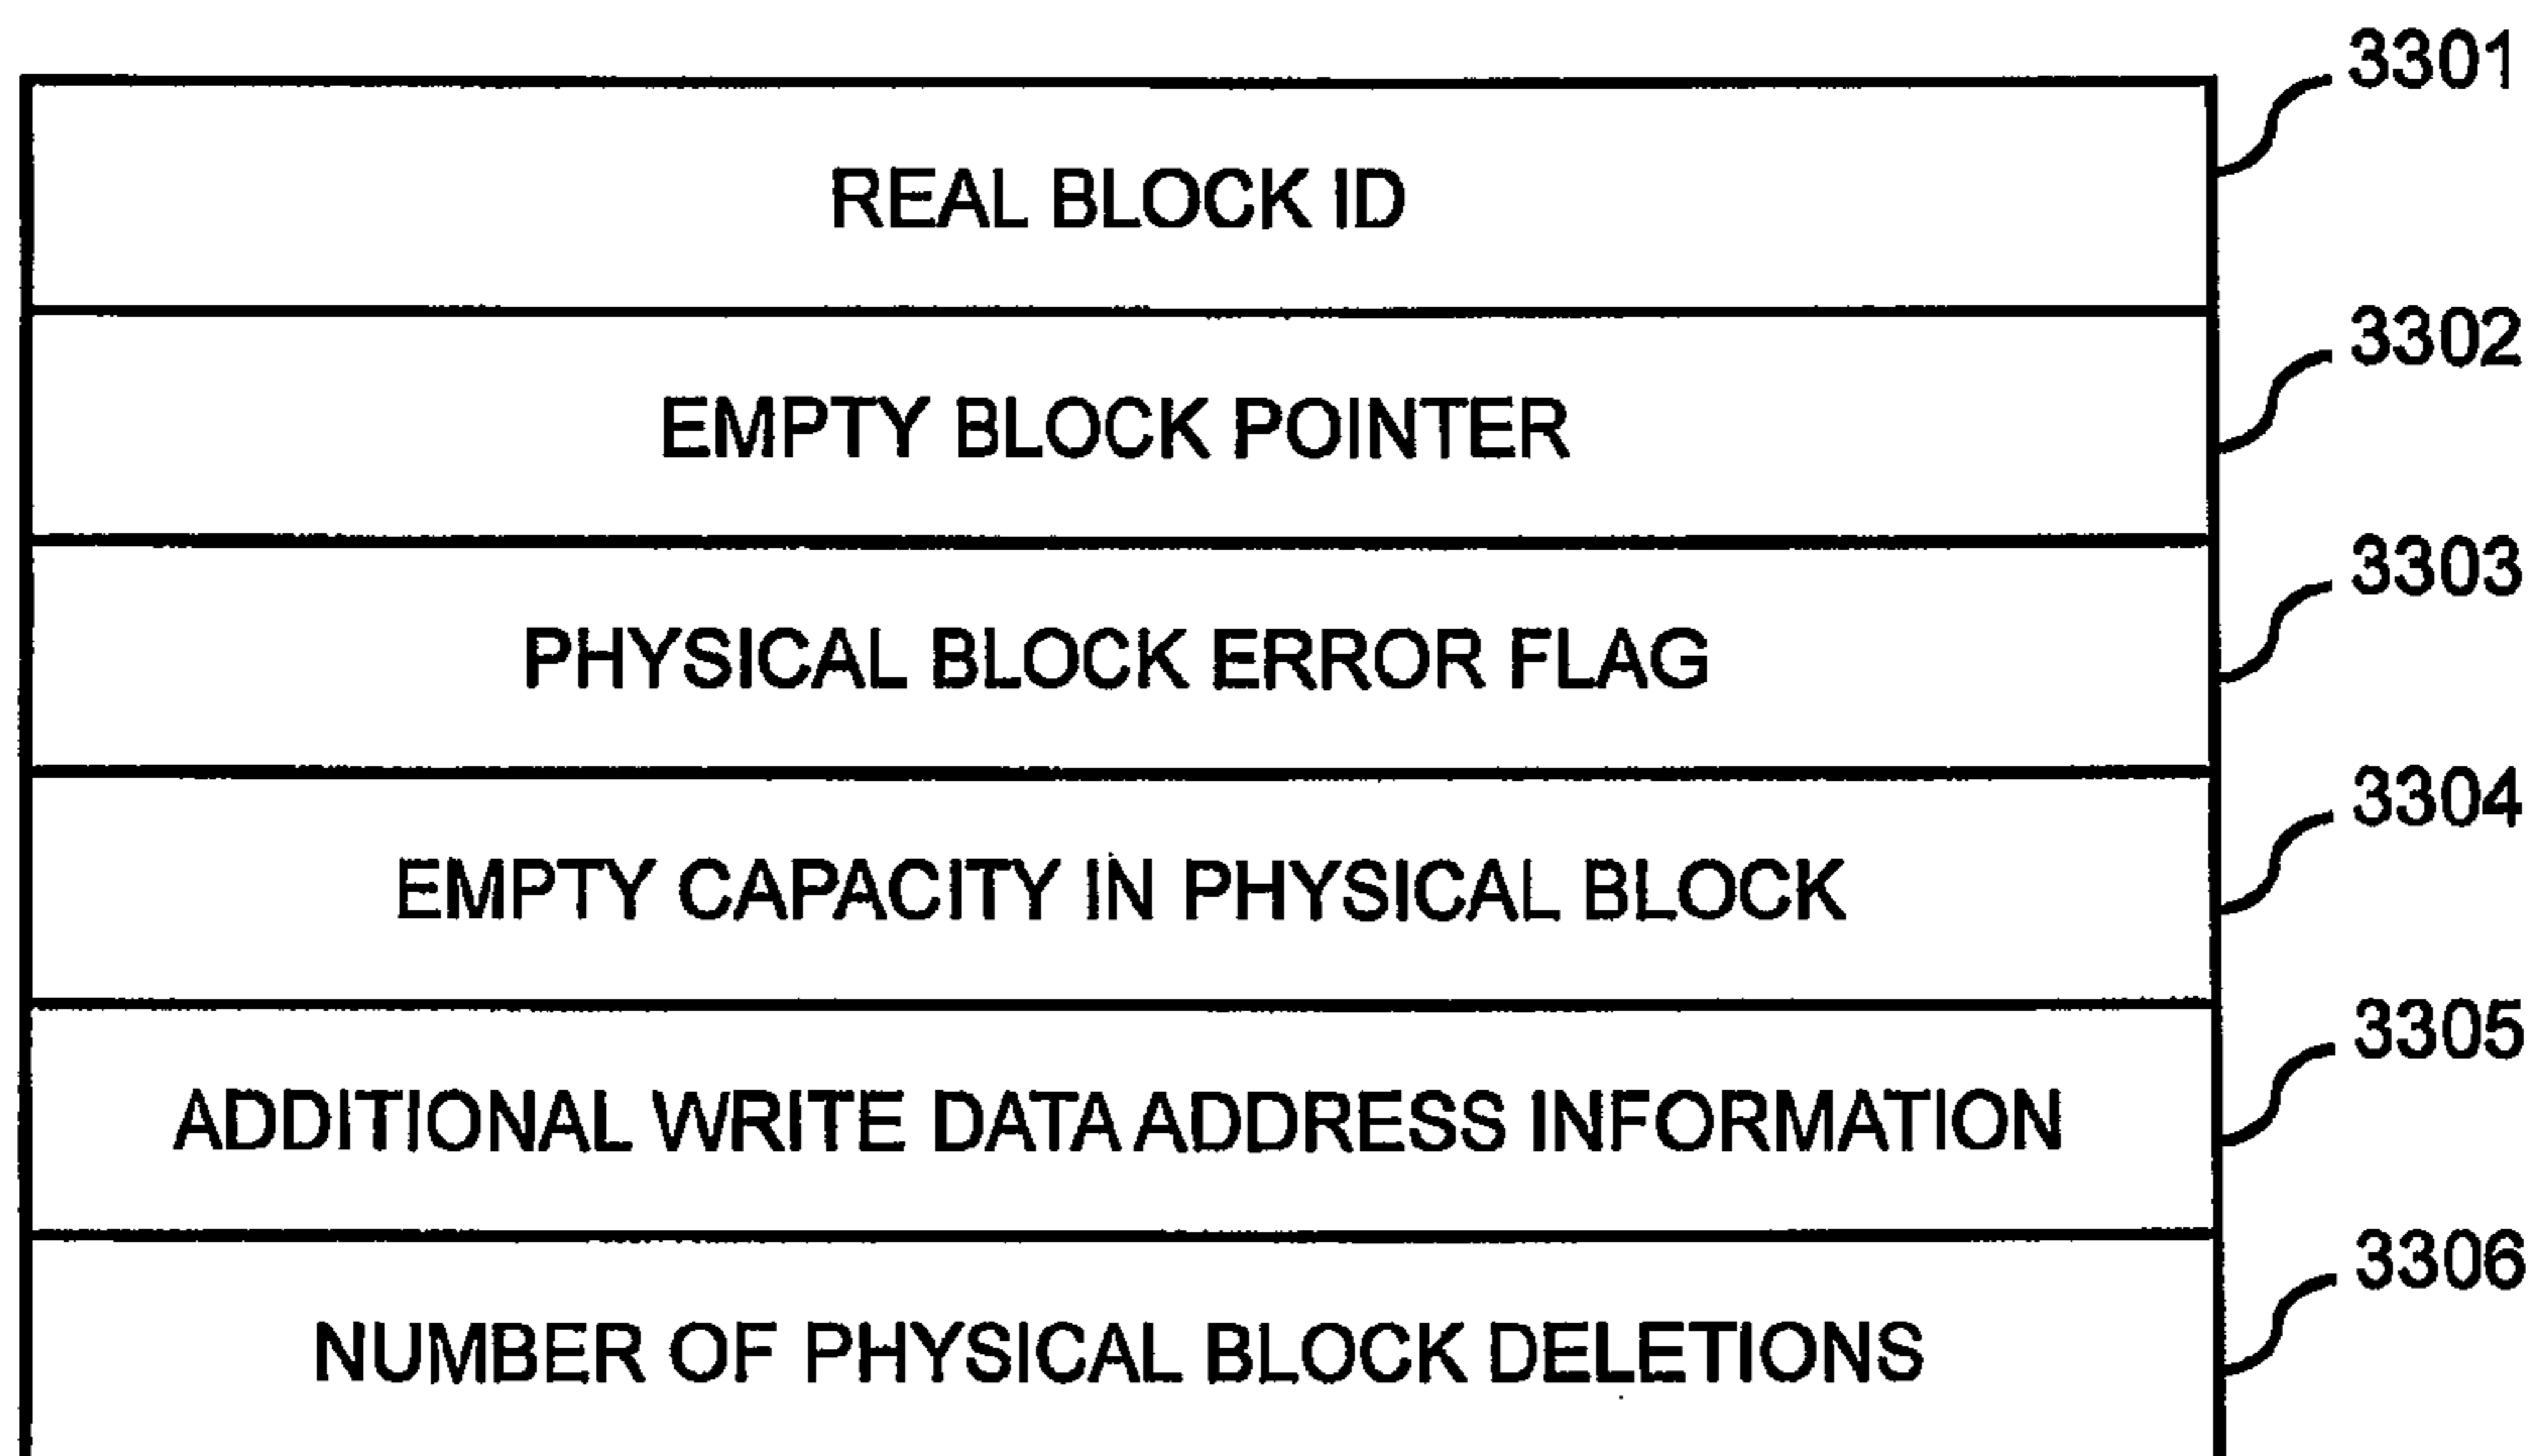 3301
REAL BLOCK ID
3302
EMPTY BLOCK POINTER
3303
PHYSICAL BLOCK ERROR FLAG
3304
EMPTY CAPACITY IN PHYSICAL BLOCK
3305
ADDITIONAL WRITE DATA ADDRESS INFORMATION
3306
NUMBER OF PHYSICAL BLOCK DELETIONS